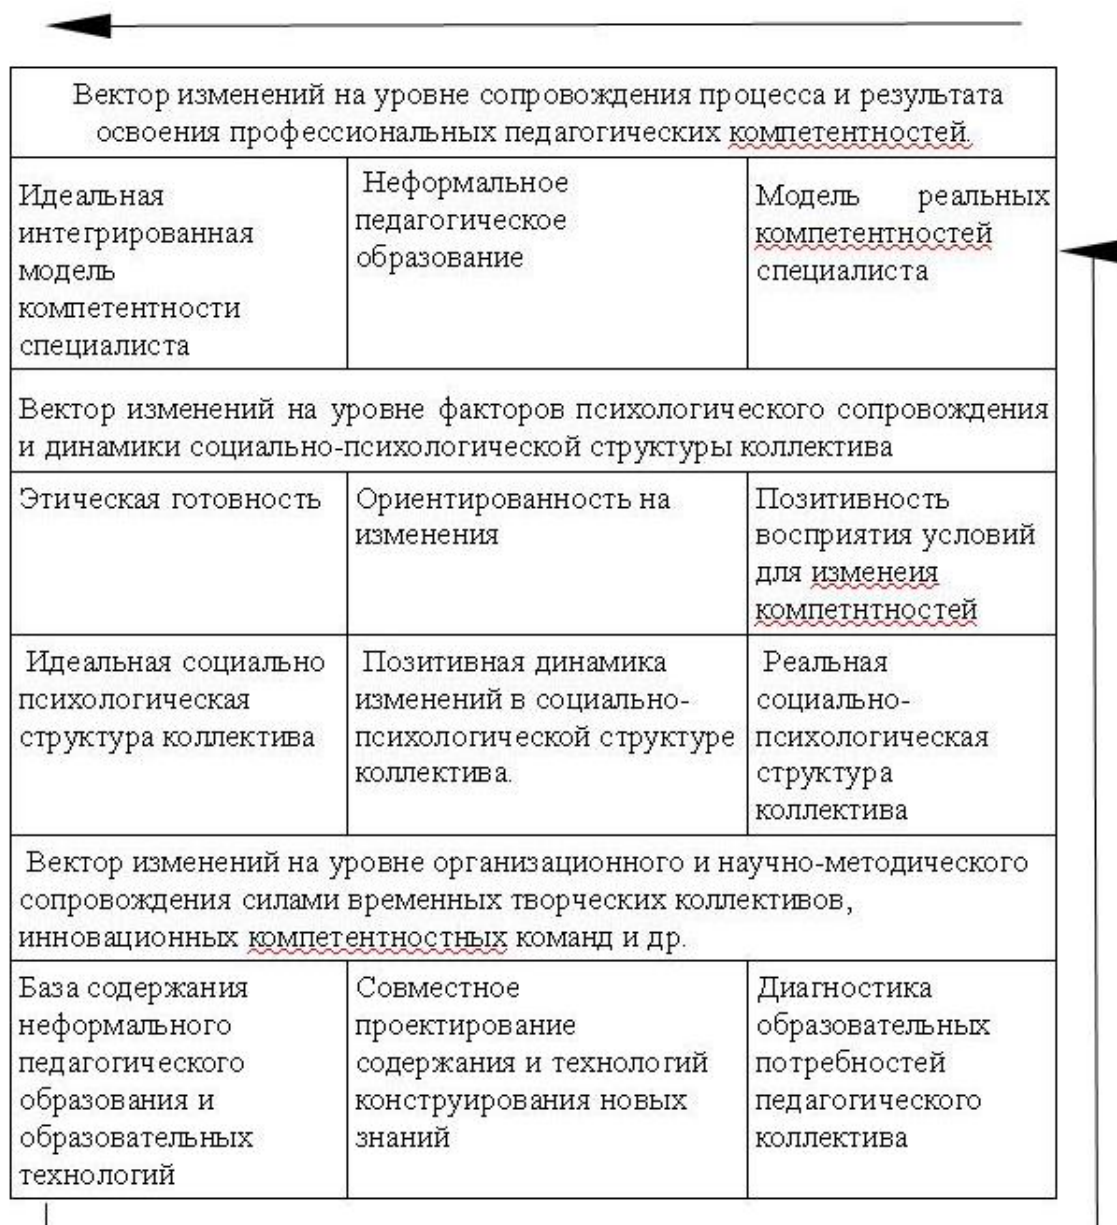 Вектор изменений на уровне сопровождения процесса и результата
освоения профессиональных педагогических компетентностей.
Идеальная
интегрированная
модель
компетентности
специалиста
Неформальное
педагогическое
образование
Модель реальных
компетентностей
специалиста
Вектор изменений на уровне факторов психологического сопровождения
и динамики социально-психологической структуры коллектива
Этическая готовность
Ориентированность на
изменения
Позитивность
восприятия условий
для изменеия
компетнтностей
Идеальная социально
психологическая
структура коллектива
Позитивная динамика
изменений в социально-
психологической структуре
коллектива.
Реальная
социально-
психологическая
структура
коллектива
Вектор изменений на уровне организационного и научно-методического
сопровождения силами временных творческих коллективов,
инновационных компетентностных команд и др.
База содержания
неформального
педагогического
образования и
образовательных
технологий
Совместное
проектирование
содержания и технологий
конструирования новых
знаний
Диагностика
образовательных
потребностей
педагогического
коллектива